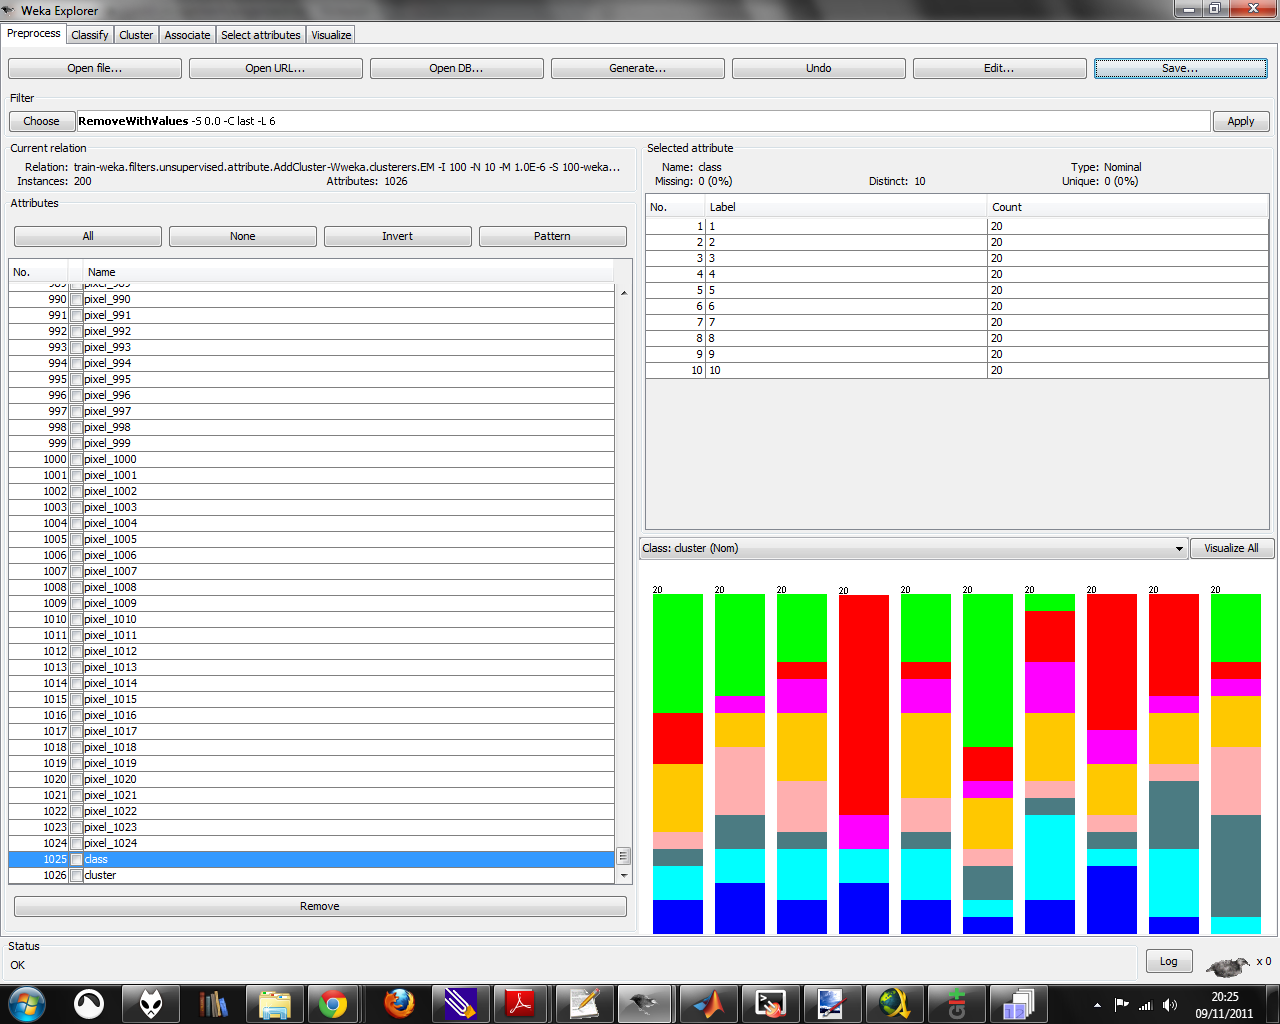 Weka Explorer
Preprocess Classify Cluster Associate Select attributes Visualize
Open file... Open URL... Open DB... Generate... Undo Edit... Save...
Filter
Choose RemoveWithValues -S 0.0 -C last -L 6 Apply
Current relation
Relation: train-weka.filters.unsupervised.attribute.AddCluster-Wweka.clusterers.EM -I 100 -N 10 -M 1.0E-6 -S 100-weka...
Instances: 200 Attributes: 1026
Attributes
All None Invert Pattern
No. Name
989 pixel_989
990 pixel_990
991 pixel_991
992 pixel_992
993 pixel_993
994 pixel_994
995 pixel_995
996 pixel_996
997 pixel_997
998 pixel_998
999 pixel_999
1000 pixel_1000
1001 pixel_1001
1002 pixel_1002
1003 pixel_1003
1004 pixel_1004
1005 pixel_1005
1006 pixel_1006
1007 pixel_1007
1008 pixel_1008
1009 pixel_1009
1010 pixel_1010
1011 pixel_1011
1012 pixel_1012
1013 pixel_1013
1014 pixel_1014
1015 pixel_1015
1016 pixel_1016
1017 pixel_1017
1018 pixel_1018
1019 pixel_1019
1020 pixel_1020
1021 pixel_1021
1022 pixel_1022
1023 pixel_1023
1024 pixel_1024
1025 class
1026 cluster
Remove
Selected attribute
Name: class Type: Nominal
Missing: 0 (0%) Distinct: 10 Unique: 0 (0%)
No. Label Count
1 1 20
2 2 20
3 3 20
4 4 20
5 5 20
6 6 20
7 7 20
8 8 20
9 9 20
10 10 20
Class: cluster (Nom) Visualize All
20 20 20 20 20 20 20 20 20 20
Status
OK
Log x 0
20:25
09/11/2011